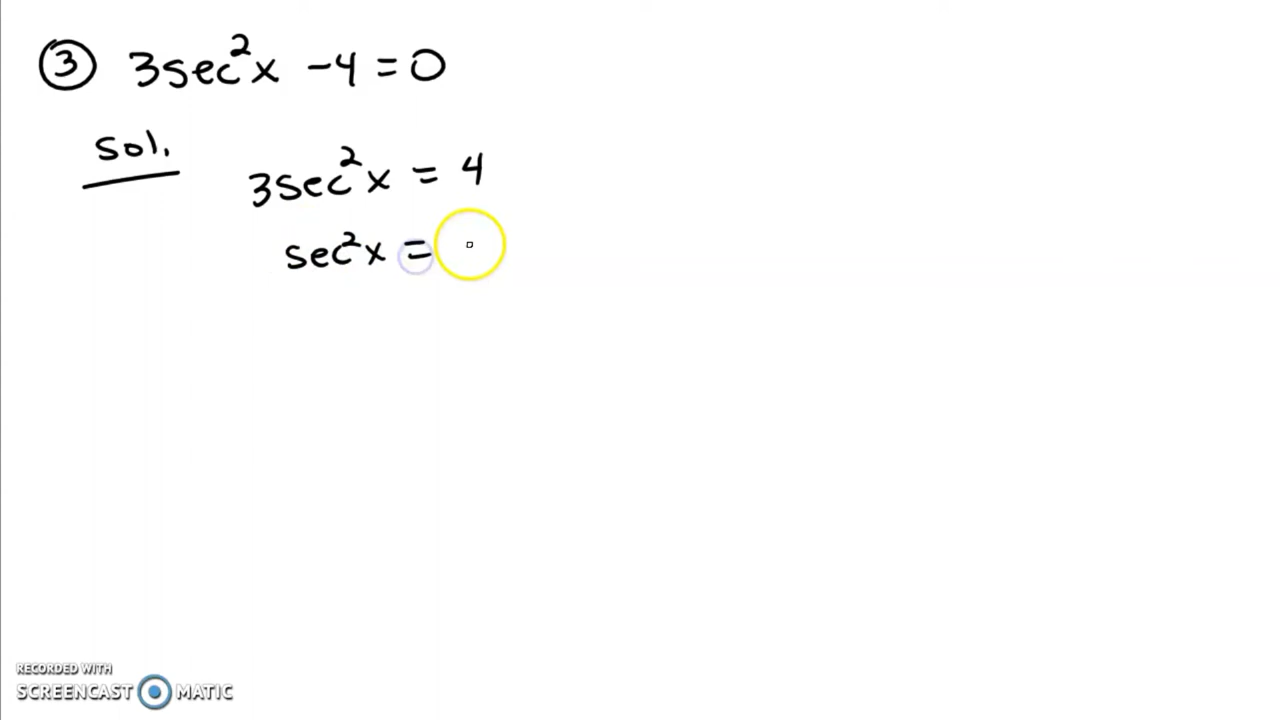 ③ 3sec²x - 4 = 0
Sol.
3sec²x = 4
sec²x =
RECORDED WITH
SCREENCAST MATIC